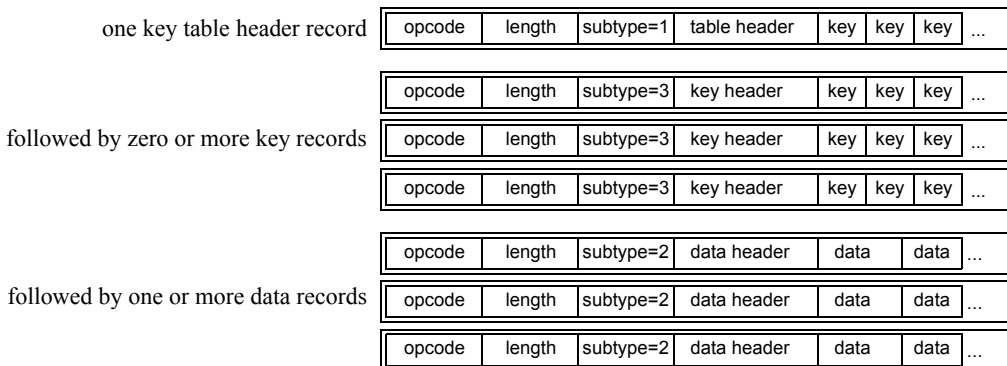 one key table header record opcode length subtype=1 table header key key key ...
opcode length subtype=3 key header key key key ...
followed by zero or more key records opcode length subtype=3 key header key key key ...
opcode length subtype=3 key header key key key ...
opcode length subtype=2 data header data data ...
followed by one or more data records opcode length subtype=2 data header data data ...
opcode length subtype=2 data header data data ...